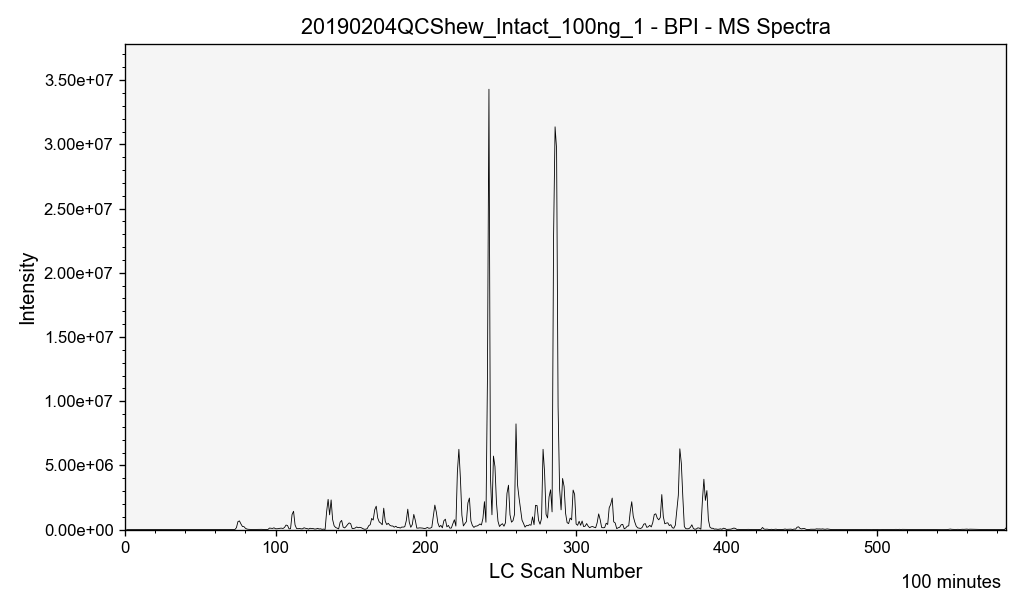 20190204QCShew_Intact_100ng_1 - BPI - MS Spectra
Intensity
3.50e+07
3.00e+07
2.50e+07
2.00e+07
1.50e+07
1.00e+07
5.00e+06
0.00e+00
0 100 200 300 400 500
LC Scan Number
100 minutes